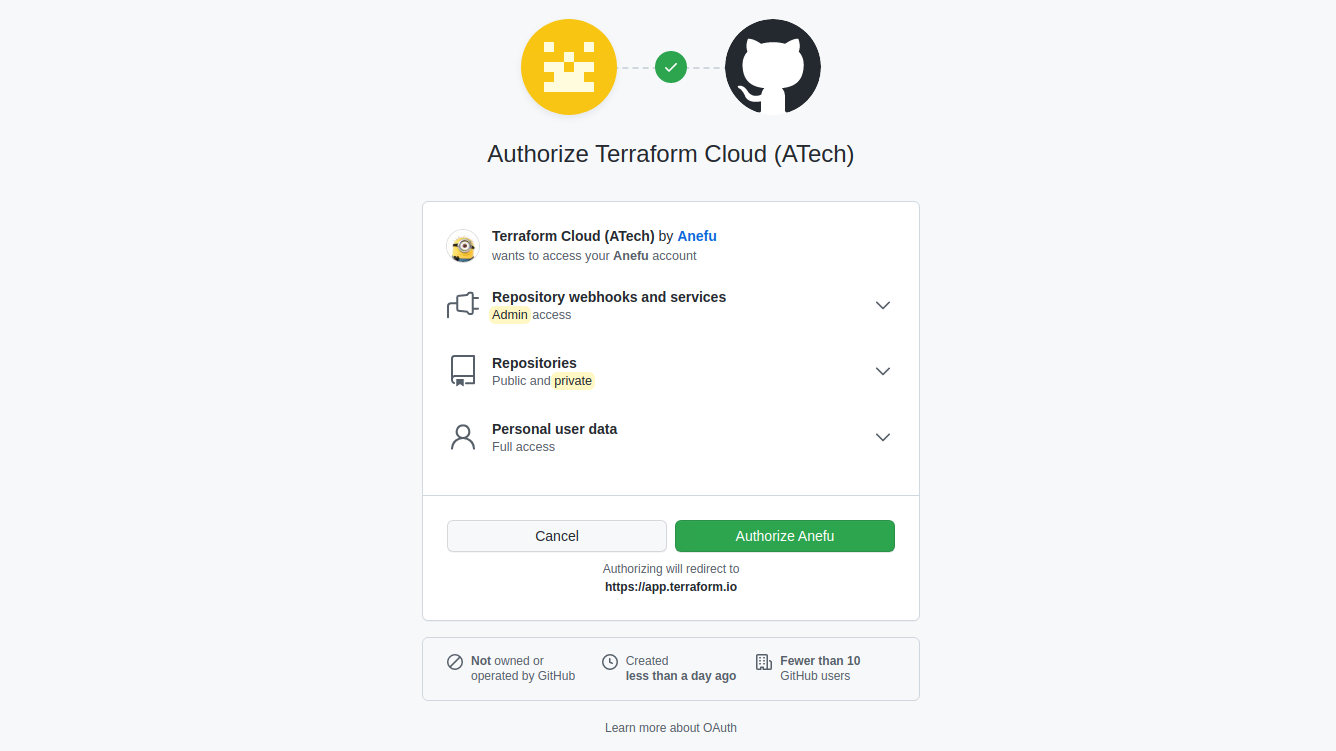 Authorize Terraform Cloud (ATech)
Terraform Cloud (ATech) by Anefu
wants to access your Anefu account
Repository webhooks and services
Admin access
Repositories
Public and private
Personal user data
Full access
Cancel
Authorize Anefu
Authorizing will redirect to
https://app.terraform.io
Not owned or
operated by GitHub
Created
less than a day ago
Fewer than 10
GitHub users
Learn more about OAuth